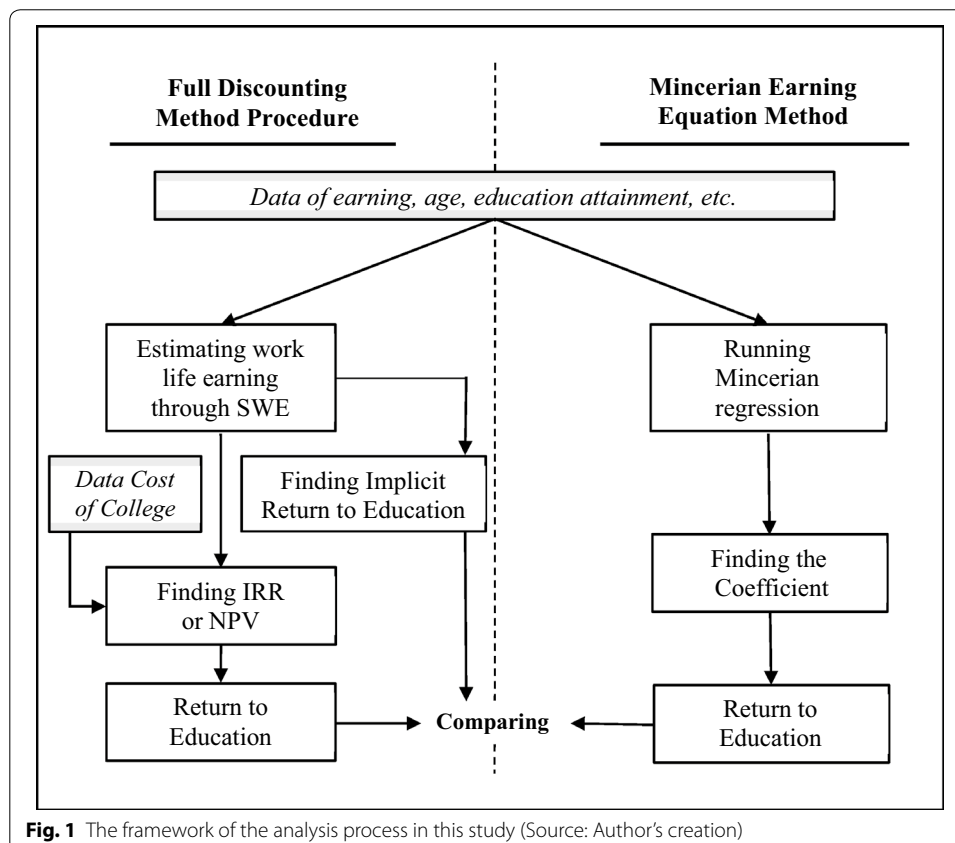 Full Discounting
Method Procedure
Mincerian Earning
Equation Method
Data of earning, age, education attainment, etc.
Estimating work
life earning
through SWE
Running
Mincerian
regression
Data Cost
of College
Finding Implicit
Return to Education
Finding IRR
or NPV
Finding the
Coefficient
Return to
Education
Comparing
Return to
Education
Fig. 1 The framework of the analysis process in this study (Source: Author's creation)